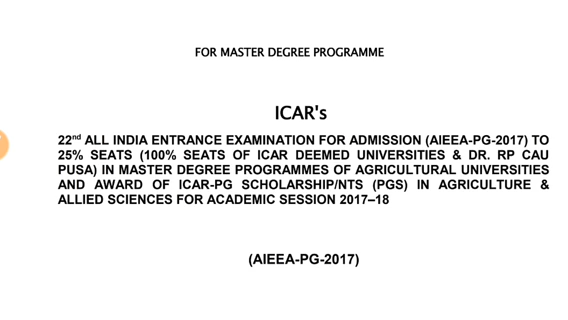 FOR MASTER DEGREE PROGRAMME
ICAR's
22nd ALL INDIA ENTRANCE EXAMINATION FOR ADMISSION (AIEEA-PG-2017) TO
25% SEATS (100% SEATS OF ICAR DEEMED UNIVERSITIES & DR. RP CAU
PUSA) IN MASTER DEGREE PROGRAMMES OF AGRICULTURAL UNIVERSITIES
AND AWARD OF ICAR-PG SCHOLARSHIP/NTS (PGS) IN AGRICULTURE &
ALLIED SCIENCES FOR ACADEMIC SESSION 2017–18
(AIEEA-PG-2017)